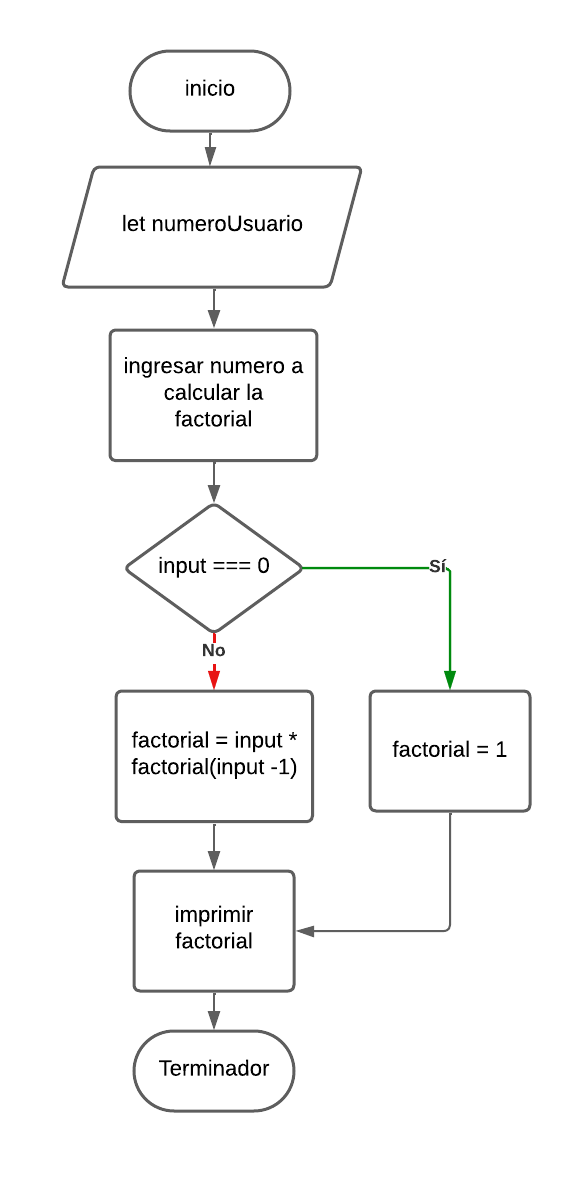 inicio
let numeroUsuario
ingresar numero a
calcular la
factorial
input === 0
Sí
No
factorial = input *
factorial(input -1)
factorial = 1
imprimir
factorial
Terminador